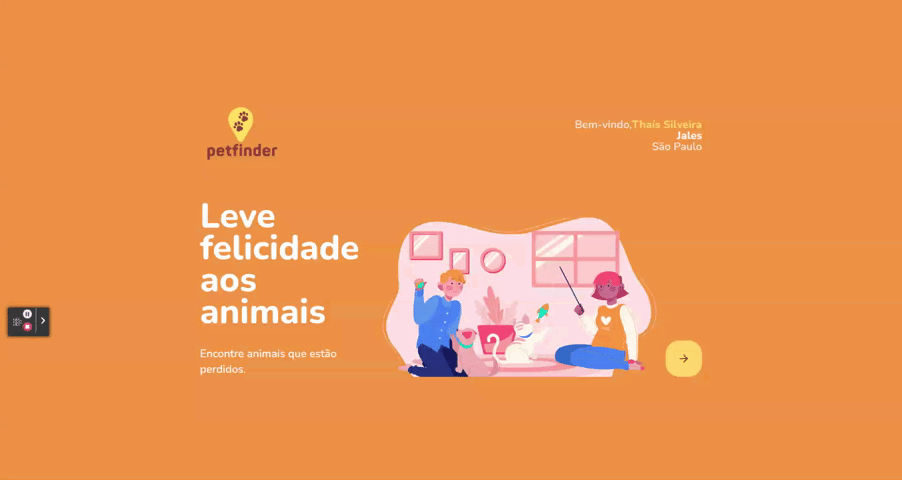 petfinder
Bem-vindo,Thaís Silveira
Jales
São Paulo
Leve
felicidade
aos
animais
Encontre animais que estão
perdidos.